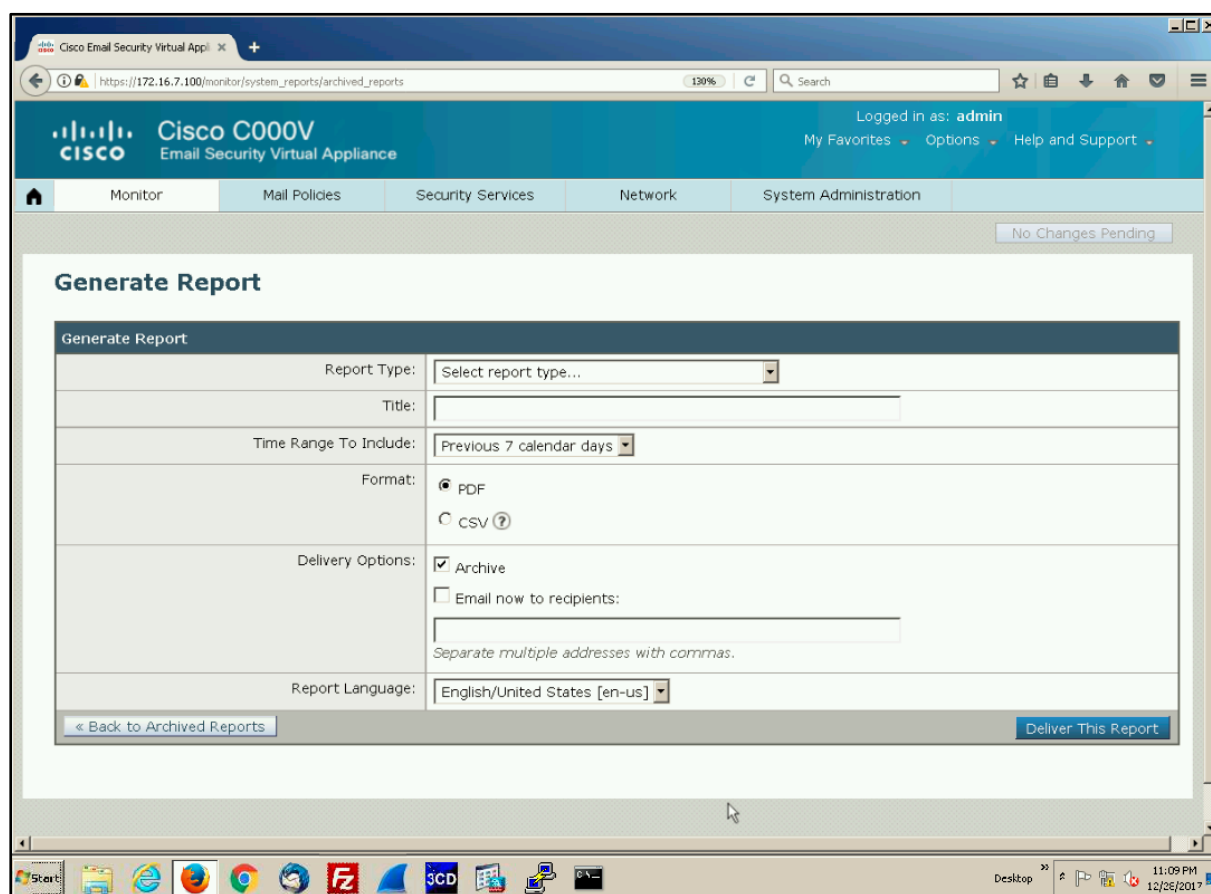 Cisco Email Security Virtual Appli
https://172.16.7.100/monitor/system_reports/archived_reports
130%
Search
CISCO
Cisco C000V
Email Security Virtual Appliance
Logged in as: admin
My Favorites
Options
Help and Support
Monitor
Mail Policies
Security Services
Network
System Administration
No Changes Pending
Generate Report
Generate Report
Report Type:
Select report type...
Title:
Time Range To Include:
Previous 7 calendar days
Format:
PDF
CSV
Delivery Options:
Archive
Email now to recipients:
Separate multiple addresses with commas.
Report Language:
English/United States [en-us]
« Back to Archived Reports
Deliver This Report
Start
3CD
Desktop
11:09 PM
12/26/2017